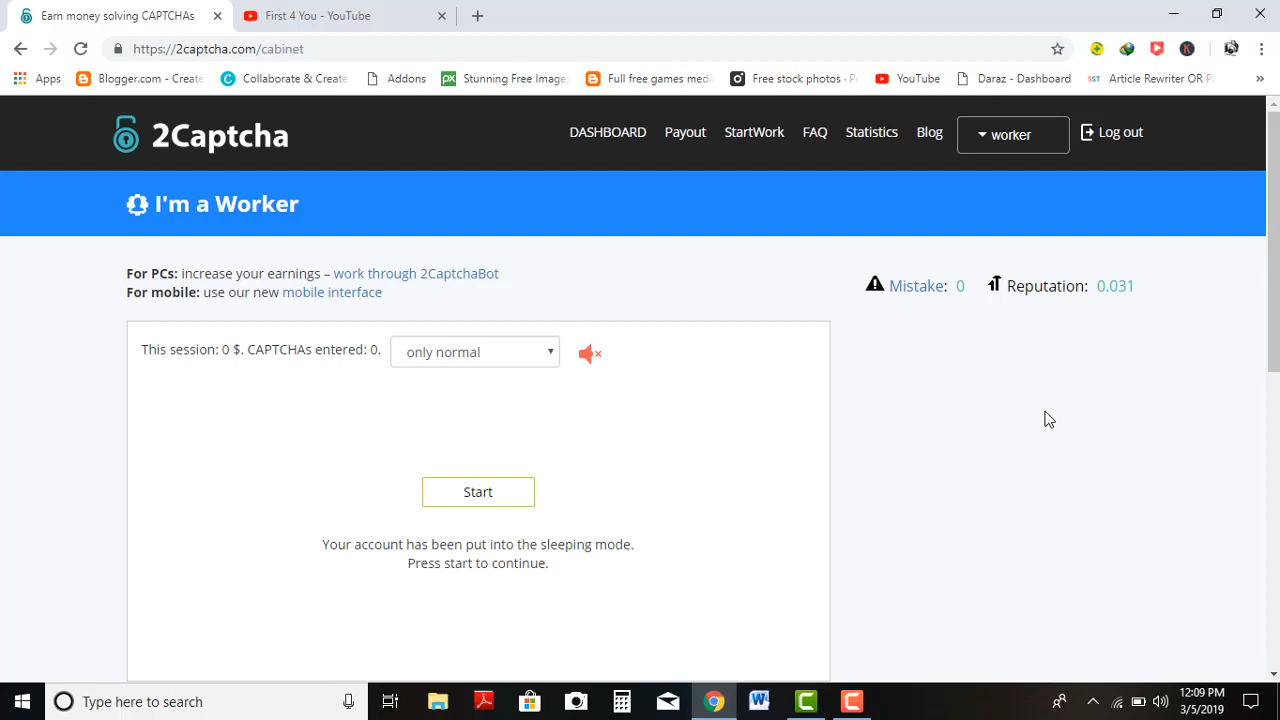 Earn money solving CAPTCHAs
First 4 You - YouTube
https://2captcha.com/cabinet
Apps
Blogger.com - Create
Collaborate & Create
Addons
Stunning Free Images
Full free games medi
Free stock photos - P
YouTube
Daraz - Dashboard
SST Article Rewriter OR Pa
»
2Captcha
DASHBOARD Payout StartWork FAQ Statistics Blog worker Log out
I'm a Worker
For PCs: increase your earnings – work through 2CaptchaBot
For mobile: use our new mobile interface
Mistake: 0 Reputation: 0.031
This session: 0 $. CAPTCHAs entered: 0. only normal
Start
Your account has been put into the sleeping mode.
Press start to continue.
Type here to search
12:09 PM
3/5/2019